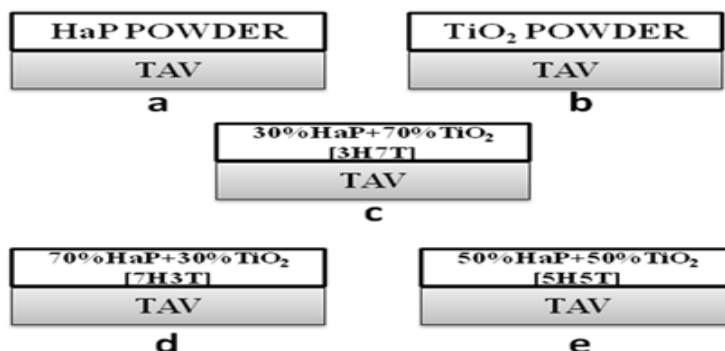 HaP POWDER
TAV
a
TiO₂ POWDER
TAV
b
30%HaP+70%TiO₂
[3H7T]
TAV
c
70%HaP+30%TiO₂
[7H3T]
TAV
d
50%HaP+50%TiO₂
[5H5T]
TAV
e